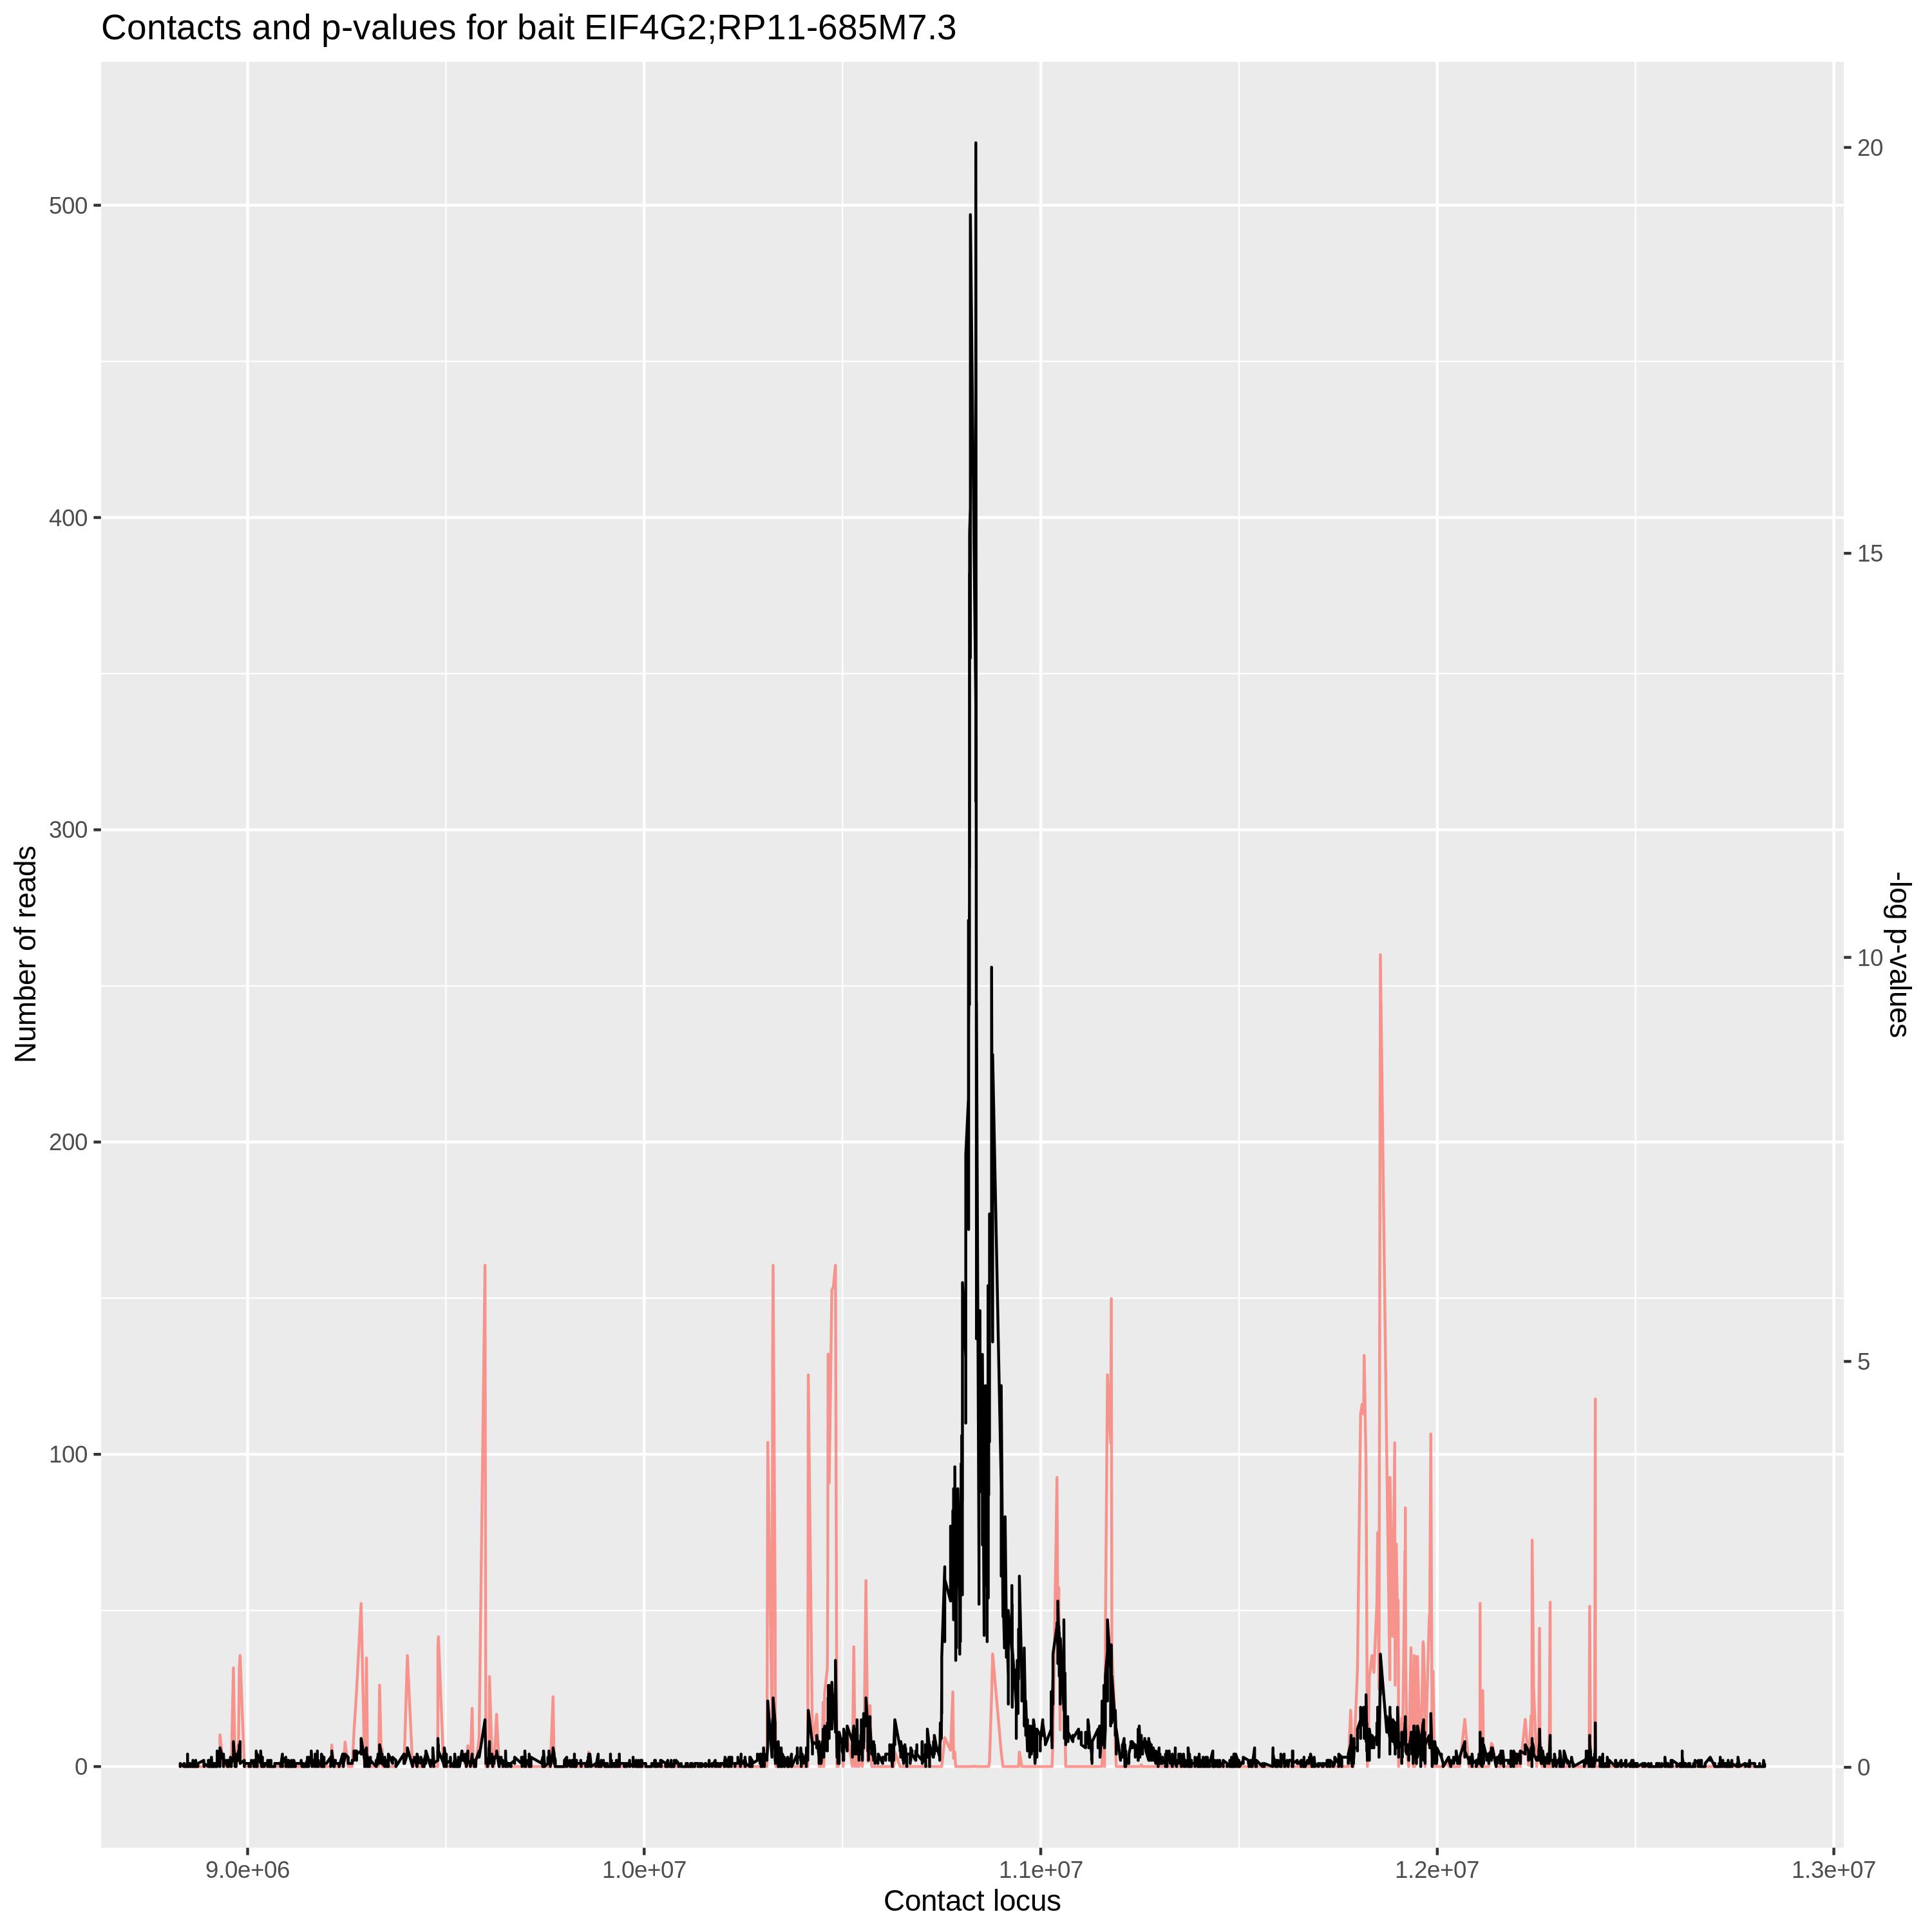 Contacts and p-values for bait EIF4G2;RP11-685M7.3
500
400
300
200
100
0
Number of reads
20
15
10
5
0
-log p-values
9.0e+06
1.0e+07
1.1e+07
1.2e+07
1.3e+07
Contact locus